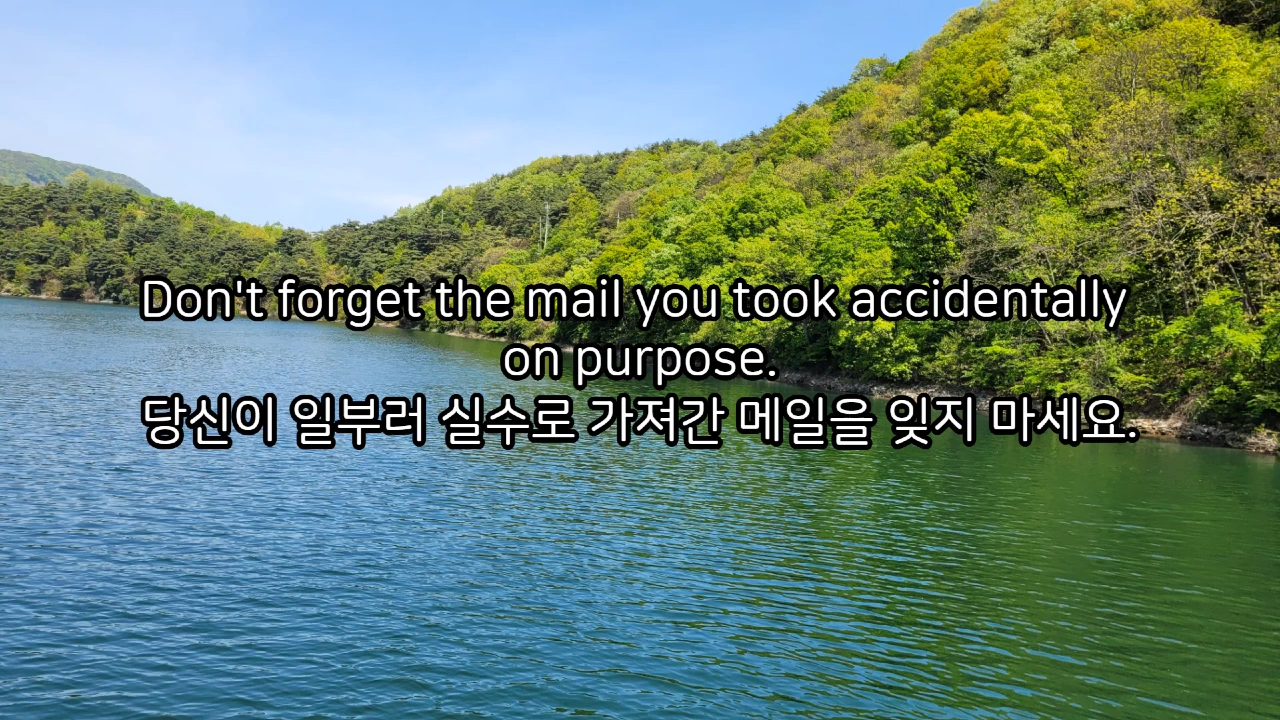 Don't forget the mail you took accidentally
on purpose.
당신이 일부러 실수로 가져간 메일을 잊지 마세요.